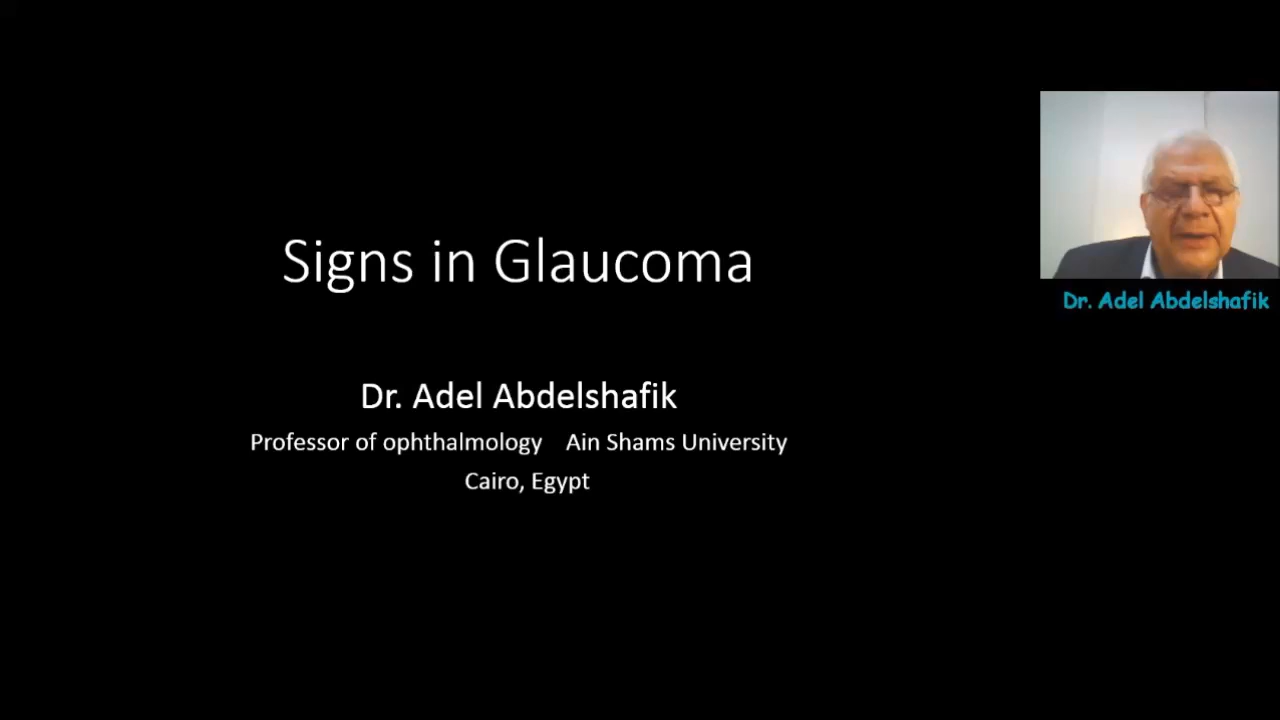 Signs in Glaucoma
Dr. Adel Abdelshafik
Dr. Adel Abdelshafik
Professor of ophthalmology Ain Shams University
Cairo, Egypt